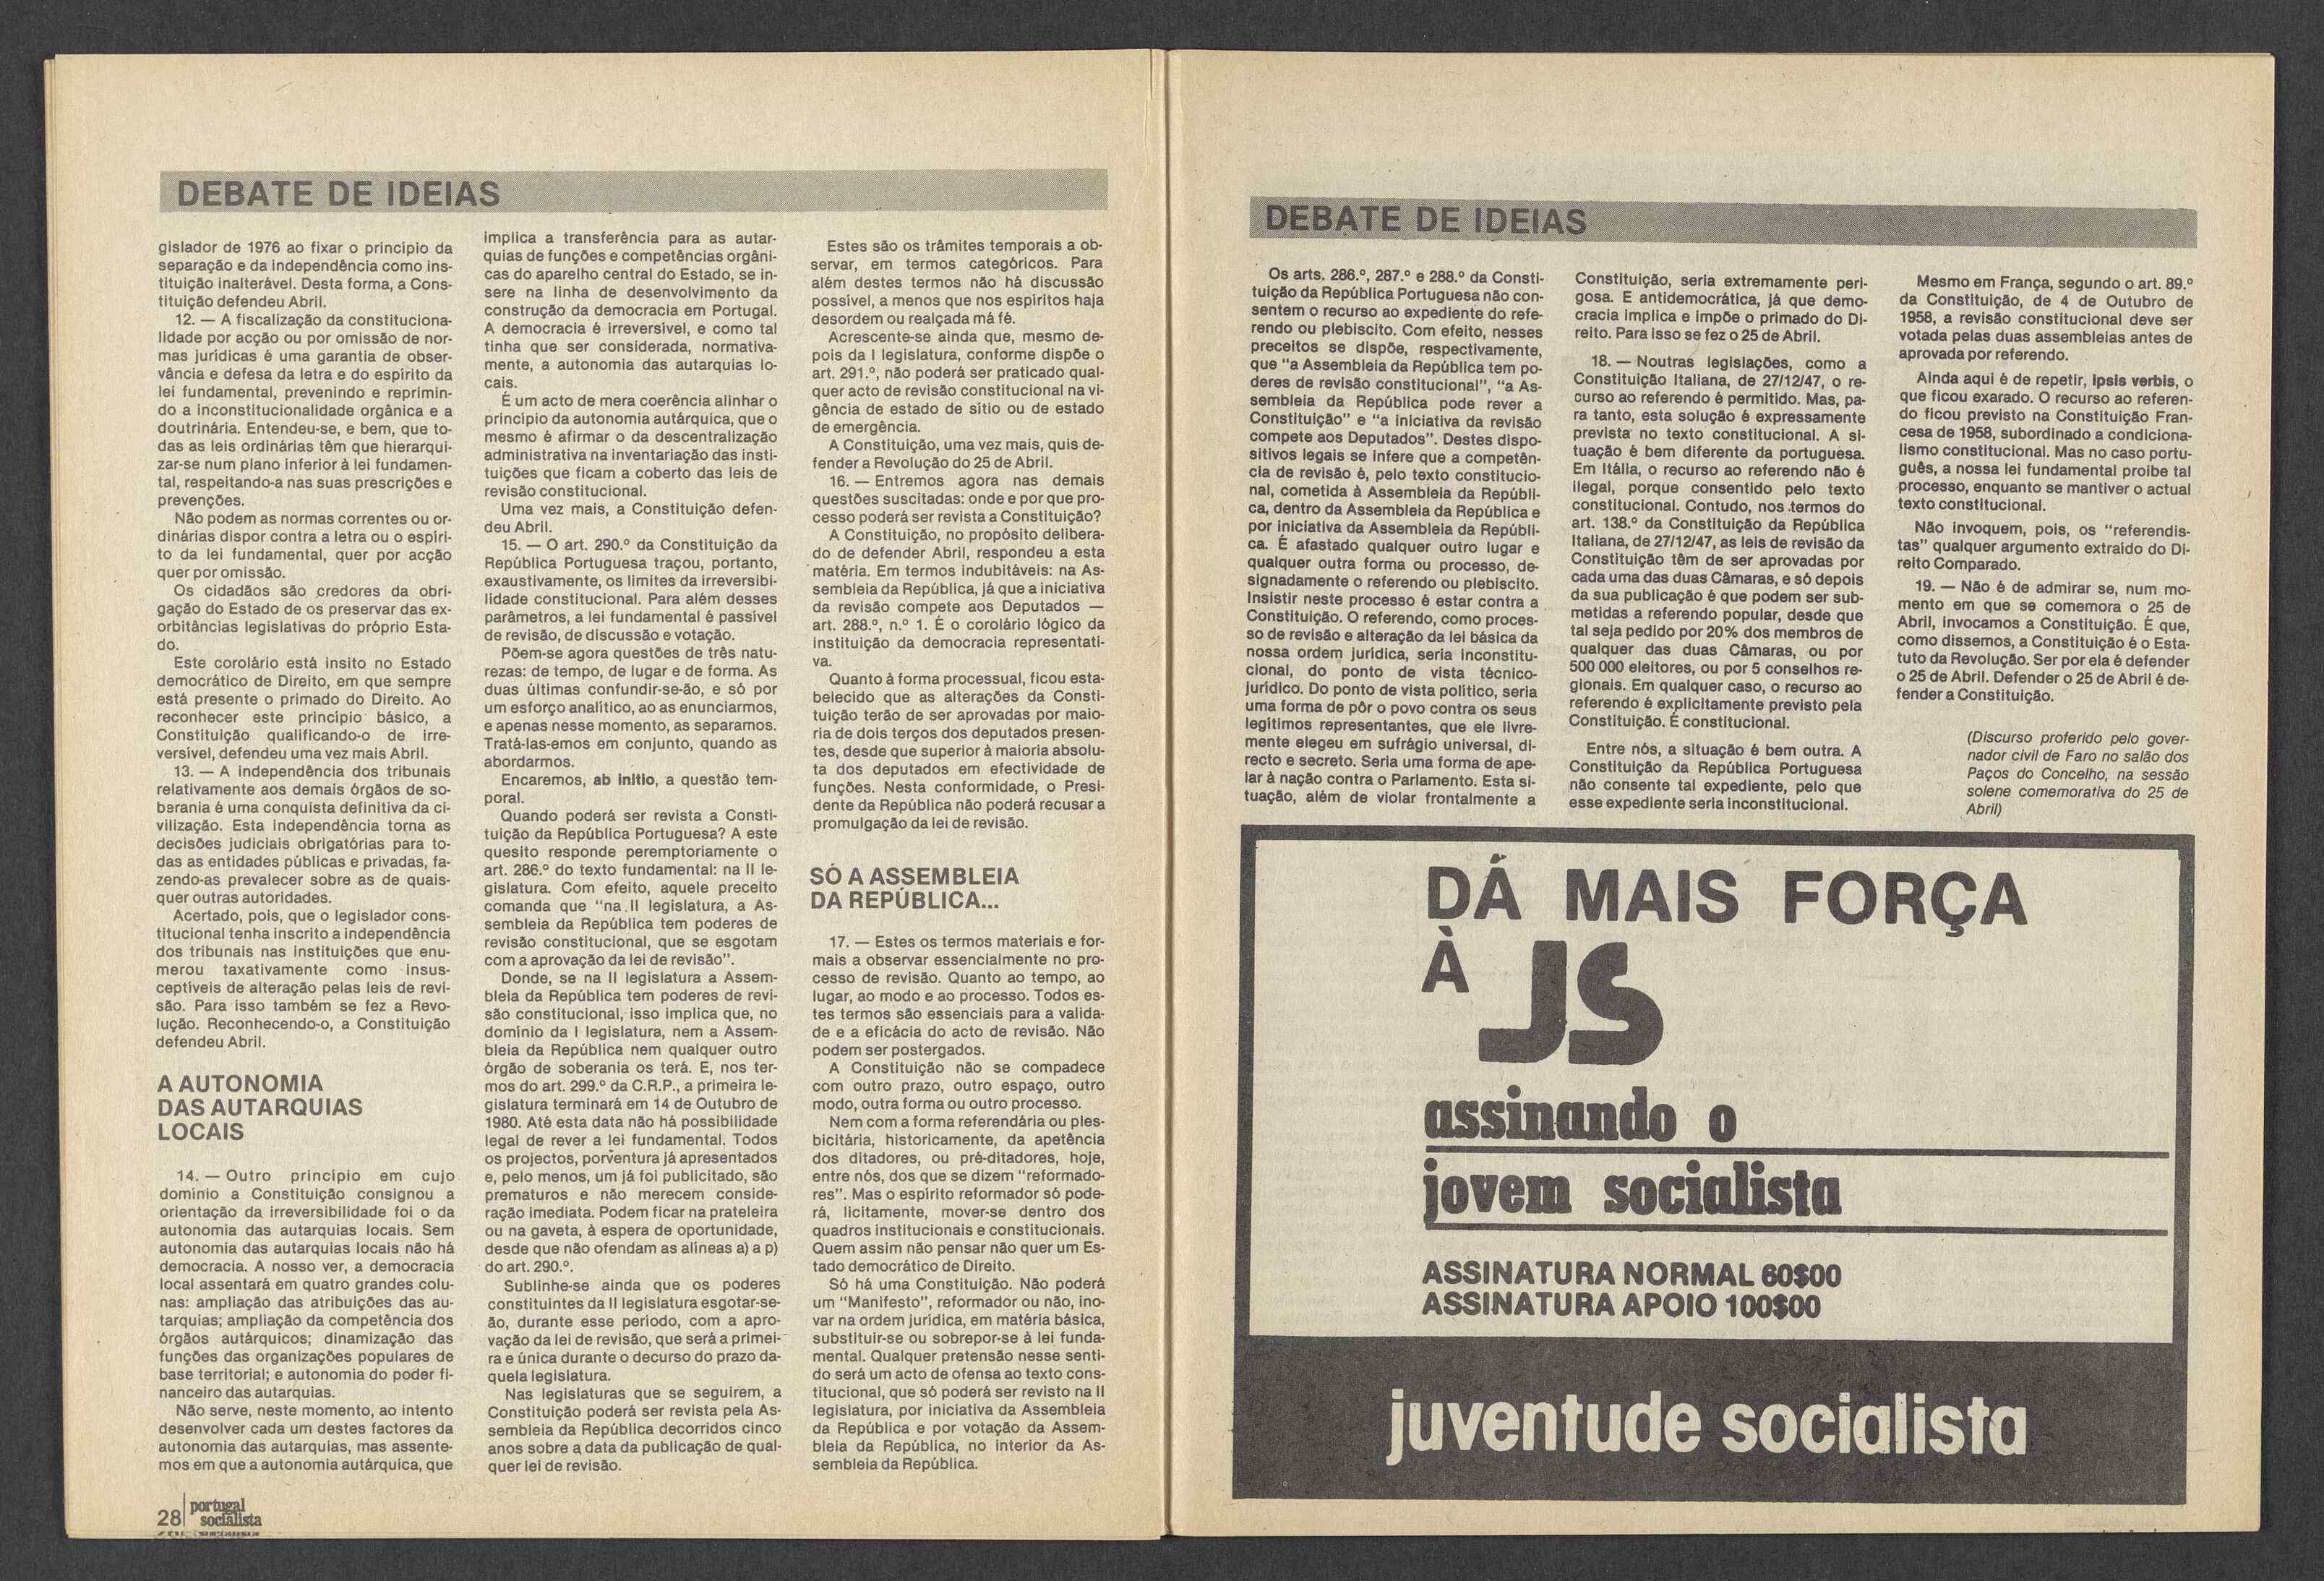 DEBATE DE IDEIAS
gislador de 1976 ao fixar o princípio da
separação e da independência como ins-
tituição inalterável. Desta forma, a Cons-
tituição defendeu Abril.
12. — A fiscalização da constituciona-
lidade por acção ou por omissão de nor-
mas jurídicas é uma garantia de obser-
vância e defesa da letra e do espírito da
lei fundamental, prevenindo e reprimin-
do a inconstitucionalidade orgânica e a
doutrinária. Entendeu-se, e bem, que to-
das as leis ordinárias têm que hierarqui-
zar-se num plano inferior à lei fundamen-
tal, respeitando-a nas suas prescrições e
prevenções.
Não podem as normas correntes ou or-
dinárias dispor contra a letra ou o espíri-
to da lei fundamental, quer por acção
quer por omissão.
Os cidadãos são credores da obri-
gação do Estado de os preservar das ex-
orbitâncias legislativas do próprio Esta-
do.
Este corolário está insito no Estado
democrático de Direito, em que sempre
está presente o primado do Direito. Ao
reconhecer este princípio básico, a
Constituição qualificando-o de irre-
versível, defendeu uma vez mais Abril.
13. — A independência dos tribunais
relativamente aos demais órgãos de so-
berania é uma conquista definitiva da ci-
vilização. Esta independência torna as
decisões judiciais obrigatórias para to-
das as entidades públicas e privadas, fa-
zendo-as prevalecer sobre as de quais-
quer outras autoridades.
Acertado, pois, que o legislador cons-
titucional tenha inscrito a independência
dos tribunais nas instituições que enu-
merou taxativamente como insus-
ceptíveis de alteração pelas leis de revi-
são. Para isso também se fez a Revo-
lução. Reconhecendo-o, a Constituição
defendeu Abril.
A AUTONOMIA
DAS AUTARQUIAS
LOCAIS
14. — Outro princípio em cujo
domínio a Constituição consignou a
orientação da irreversibilidade foi o da
autonomia das autarquias locais. Sem
autonomia das autarquias locais não há
democracia. A nosso ver, a democracia
local assentará em quatro grandes colu-
nas: ampliação das atribuições das au-
tarquias; ampliação da competência dos
órgãos autárquicos; dinamização das
funções das organizações populares de
base territorial; e autonomia do poder fi-
nanceiro das autarquias.
Não serve, neste momento, ao intento
desenvolver cada um destes factores da
autonomia das autarquias, mas assente-
mos em que a autonomia autárquica, que
implica a transferência para as autar-
quias de funções e competências orgâni-
cas do aparelho central do Estado, se in-
sere na linha de desenvolvimento da
construção da democracia em Portugal.
A democracia é irreversível, e como tal
tinha que ser considerada, normativa-
mente, a autonomia das autarquias lo-
cais.
É um acto de mera coerência alinhar o
princípio da autonomia autárquica, que o
mesmo é afirmar o da descentralização
administrativa na inventariação das insti-
tuições que ficam a coberto das leis de
revisão constitucional.
Uma vez mais, a Constituição defen-
deu Abril.
15. — O art. 290.º da Constituição da
República Portuguesa traçou, portanto,
exaustivamente, os limites da irreversibi-
lidade constitucional. Para além desses
parâmetros, a lei fundamental é passível
de revisão, de discussão e votação.
Põem-se agora questões de três natu-
rezas: de tempo, de lugar e de forma. As
duas últimas confundir-se-ão, e só por
um esforço analítico, ao as enunciarmos,
e apenas nesse momento, as separamos.
Tratá-las-emos em conjunto, quando as
abordarmos.
Encaremos, ab initio, a questão tem-
poral.
Quando poderá ser revista a Consti-
tuição da República Portuguesa? A este
quesito responde peremptoriamente o
art. 286.º do texto fundamental: na II le-
gislatura. Com efeito, aquele preceito
comanda que "na II legislatura, a As-
sembleia da República tem poderes de
revisão constitucional, que se esgotam
com a aprovação da lei de revisão".
Donde, se na II legislatura a Assem-
bleia da República tem poderes de revi-
são constitucional, isso implica que, no
domínio da I legislatura, nem a Assem-
bleia da República nem qualquer outro
órgão de soberania os terá. E, nos ter-
mos do art. 299.º da C.R.P., a primeira le-
gislatura terminará em 14 de Outubro de
1980. Até esta data não há possibilidade
legal de rever a lei fundamental. Todos
os projectos, porventura já apresentados
e, pelo menos, um já foi publicitado, são
prematuros e não merecem conside-
ração imediata. Podem ficar na prateleira
ou na gaveta, à espera de oportunidade,
desde que não ofendam as alíneas a) a p)
do art. 290.º.
Sublinhe-se ainda que os poderes
constituintes da II legislatura esgotar-se-
ão, durante esse período, com a apro-
vação da lei de revisão, que será a primei-
ra e única durante o decurso do prazo da-
quela legislatura.
Nas legislaturas que se seguirem, a
Constituição poderá ser revista pela As-
sembleia da República decorridos cinco
anos sobre a data da publicação de qual-
quer lei de revisão.
Estes são os trâmites temporais a ob-
servar, em termos categóricos. Para
além destes termos não há discussão
possível, a menos que nos espíritos haja
desordem ou realçada má fé.
Acrescente-se ainda que, mesmo de-
pois da I legislatura, conforme dispõe o
art. 291.º, não poderá ser praticado qual-
quer acto de revisão constitucional na vi-
gência de estado de sítio ou de estado
de emergência.
A Constituição, uma vez mais, quis de-
fender a Revolução do 25 de Abril.
16. — Entremos agora nas demais
questões suscitadas: onde e por que pro-
cesso poderá ser revista a Constituição?
A Constituição, no propósito delibera-
do de defender Abril, respondeu a esta
matéria. Em termos indubitáveis: na As-
sembleia da República, já que a iniciativa
da revisão compete aos Deputados —
art. 288.º, n.º 1. É o corolário lógico da
instituição da democracia representati-
va.
Quanto à forma processual, ficou esta-
belecido que as alterações da Consti-
tuição terão de ser aprovadas por maio-
ria de dois terços dos deputados presen-
tes, desde que superior à maioria absolu-
ta dos deputados em efectividade de
funções. Nesta conformidade, o Presi-
dente da República não poderá recusar a
promulgação da lei de revisão.
SÓ A ASSEMBLEIA
DA REPÚBLICA...
17. — Estes os termos materiais e for-
mais a observar essencialmente no pro-
cesso de revisão. Quanto ao tempo, ao
lugar, ao modo e ao processo. Todos es-
tes termos são essenciais para a valida-
de e a eficácia do acto de revisão. Não
podem ser postergados.
A Constituição não se compadece
com outro prazo, outro espaço, outro
modo, outra forma ou outro processo.
Nem com a forma referendária ou ples-
bicitária, historicamente, da apetência
dos ditadores, ou pré-ditadores, hoje,
entre nós, dos que se dizem "reformado-
res". Mas o espírito reformador só pode-
rá, licitamente, mover-se dentro dos
quadros institucionais e constitucionais.
Quem assim não pensar não quer um Es-
tado democrático de Direito.
Só há uma Constituição. Não poderá
um "Manifesto", reformador ou não, ino-
var na ordem jurídica, em matéria básica,
substituir-se ou sobrepor-se à lei funda-
mental. Qualquer pretensão nesse senti-
do será um acto de ofensa ao texto cons-
titucional, que só poderá ser revisto na II
legislatura, por iniciativa da Assembleia
da República e por votação da Assem-
bleia da República, no interior da As-
sembleia da República.
28 portugal
socialista
DEBATE DE IDEIAS
Os arts. 286.º, 287.º e 288.º da Consti-
tuição da República Portuguesa não con-
sentem o recurso ao expediente do refe-
rendo ou plebiscito. Com efeito, nesses
preceitos se dispõe, respectivamente,
que "a Assembleia da República tem po-
deres de revisão constitucional", "a As-
sembleia da República pode rever a
Constituição" e "a iniciativa da revisão
compete aos Deputados". Destes dispo-
sitivos legais se infere que a competên-
cia de revisão é, pelo texto constitucio-
nal, cometida à Assembleia da Repúbli-
ca, dentro da Assembleia da República e
por iniciativa da Assembleia da Repúbli-
ca. É afastado qualquer outro lugar e
qualquer outra forma ou processo, de-
signadamente o referendo ou plebiscito.
Insistir neste processo é estar contra a
Constituição. O referendo, como proces-
so de revisão e alteração da lei básica da
nossa ordem jurídica, seria inconstitu-
cional, do ponto de vista técnico-
jurídico. Do ponto de vista político, seria
uma forma de pôr o povo contra os seus
legítimos representantes, que ele livre-
mente elegeu em sufrágio universal, di-
recto e secreto. Seria uma forma de ape-
lar à nação contra o Parlamento. Esta si-
tuação, além de violar frontalmente a
Constituição, seria extremamente peri-
gosa. E antidemocrática, já que demo-
cracia implica e impõe o primado do Di-
reito. Para isso se fez o 25 de Abril.
18. — Noutras legislações, como a
Constituição Italiana, de 27/12/47, o re-
curso ao referendo é permitido. Mas, pa-
ra tanto, esta solução é expressamente
prevista no texto constitucional. A si-
tuação é bem diferente da portuguesa.
Em Itália, o recurso ao referendo não é
ilegal, porque consentido pelo texto
constitucional. Contudo, nos termos do
art. 138.º da Constituição da República
Italiana, de 27/12/47, as leis de revisão da
Constituição têm de ser aprovadas por
cada uma das duas Câmaras, e só depois
da sua publicação é que podem ser sub-
metidas a referendo popular, desde que
tal seja pedido por 20% dos membros de
qualquer das duas Câmaras, ou por
500 000 eleitores, ou por 5 conselhos re-
gionais. Em qualquer caso, o recurso ao
referendo é explicitamente previsto pela
Constituição. É constitucional.
Entre nós, a situação é bem outra. A
Constituição da República Portuguesa
não consente tal expediente, pelo que
esse expediente seria inconstitucional.
Mesmo em França, segundo o art. 89.º
da Constituição, de 4 de Outubro de
1958, a revisão constitucional deve ser
votada pelas duas assembleias antes de
aprovada por referendo.
Ainda aqui é de repetir, ipsis verbis, o
que ficou exarado. O recurso ao referen-
do ficou previsto na Constituição Fran-
cesa de 1958, subordinado a condiciona-
lismo constitucional. Mas no caso portu-
guês, a nossa lei fundamental proibe tal
processo, enquanto se mantiver o actual
texto constitucional.
Não invoquem, pois, os "referendis-
tas" qualquer argumento extraído do Di-
reito Comparado.
19. — Não é de admirar se, num mo-
mento em que se comemora o 25 de
Abril, invocamos a Constituição. É que,
como dissemos, a Constituição é o Esta-
tuto da Revolução. Ser por ela é defender
o 25 de Abril. Defender o 25 de Abril é de-
fender a Constituição.
(Discurso proferido pelo gover-
nador civil de Faro no salão dos
Paços do Concelho, na sessão
solene comemorativa do 25 de
Abril)
DÁ MAIS FORÇA
À JS
assinando o
jovem socialista
ASSINATURA NORMAL 60$00
ASSINATURA APOIO 100$00
juventude socialista